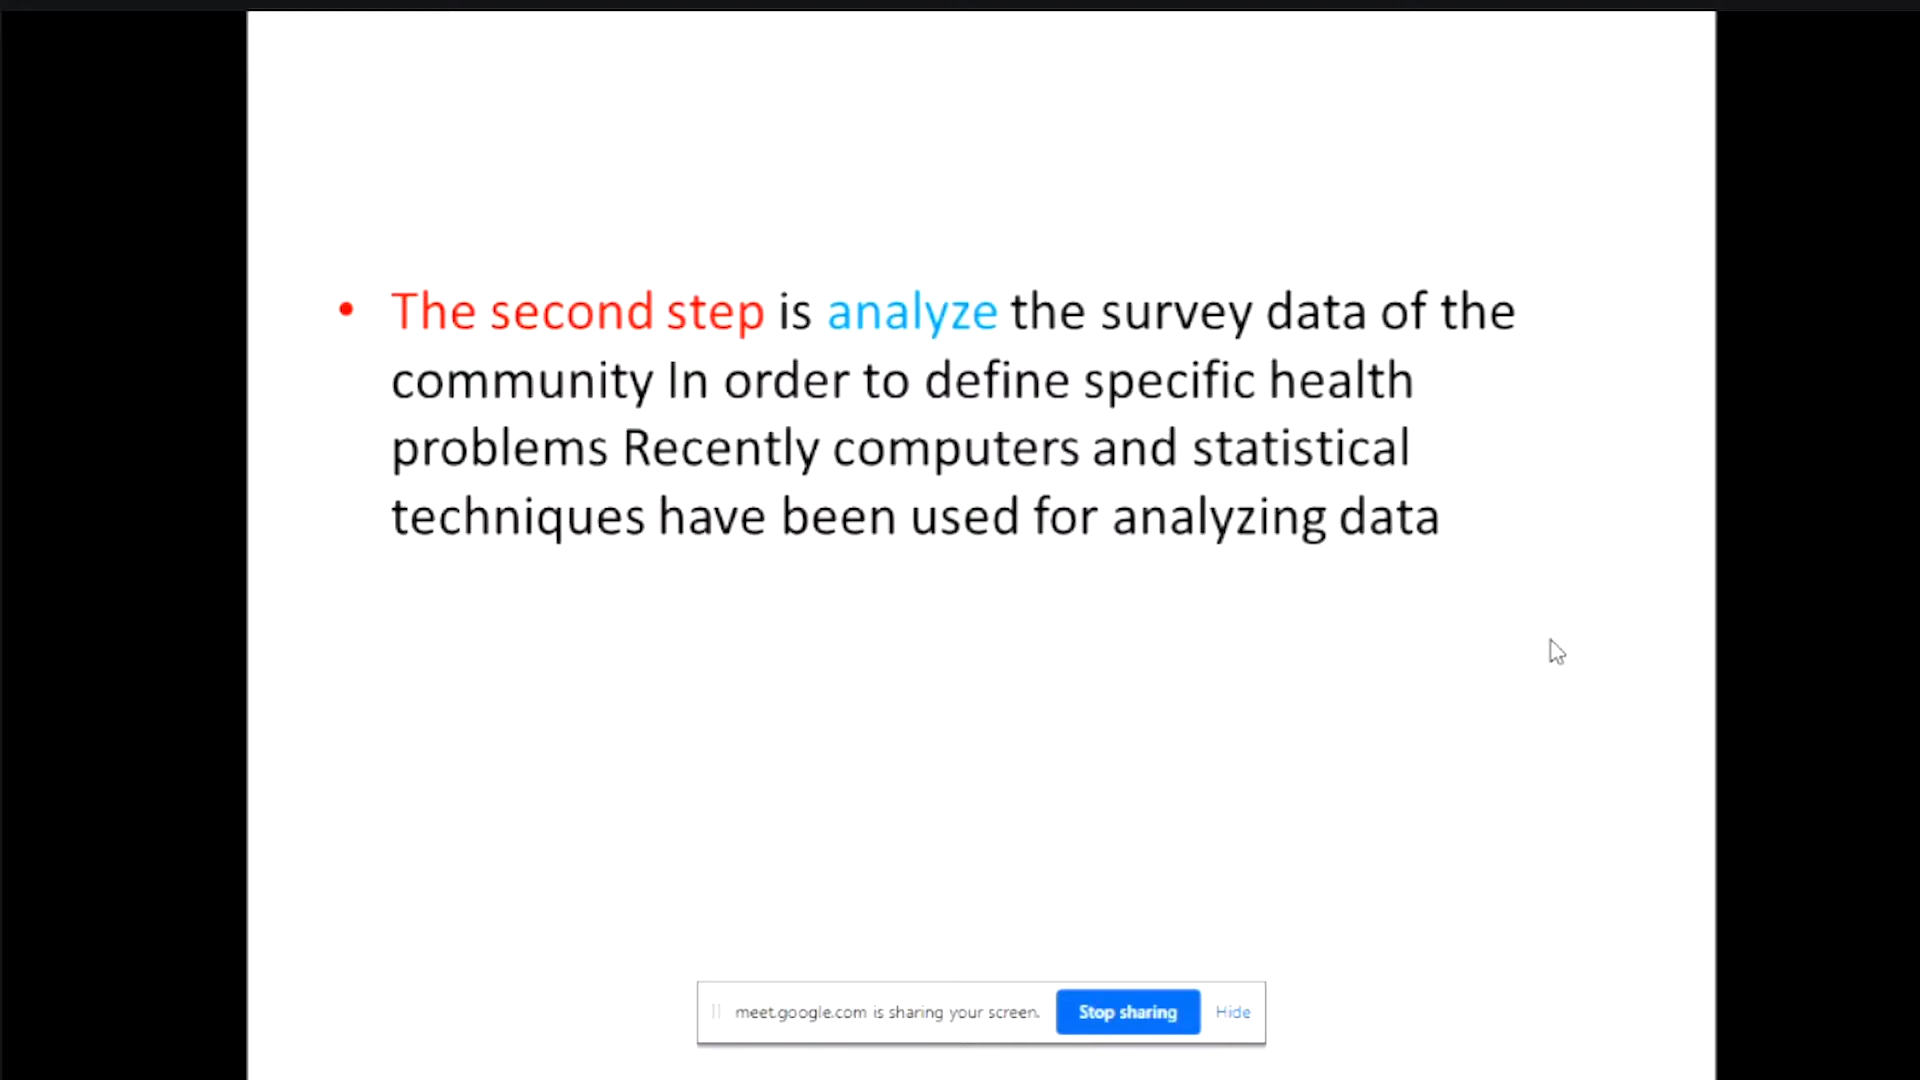 • The second step is analyze the survey data of the
community In order to define specific health
problems Recently computers and statistical
techniques have been used for analyzing data
meet.google.com is sharing your screen. Stop sharing Hide